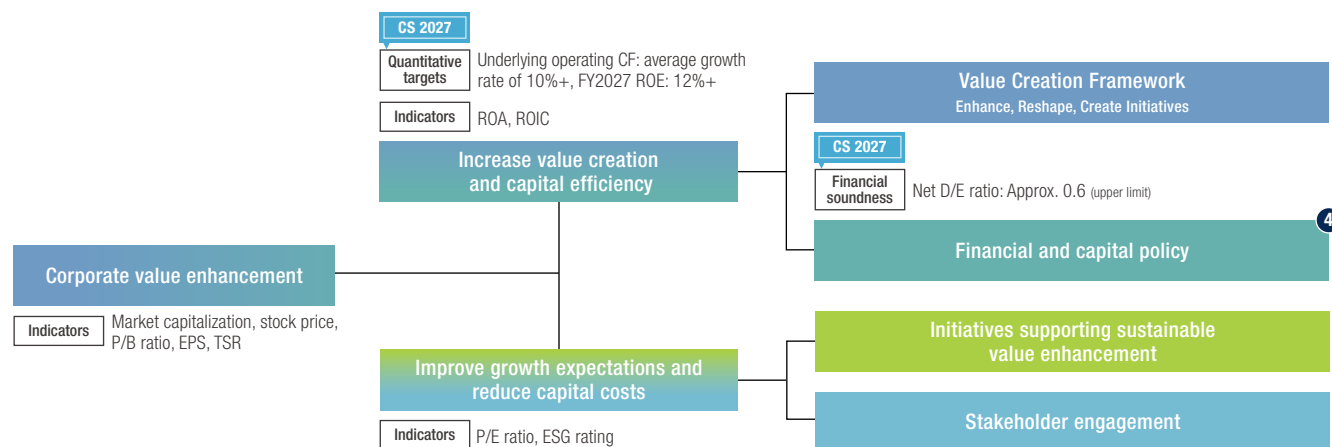 CS 2027
Quantitative
targets
Underlying operating CF: average growth
rate of 10%+, FY2027 ROE: 12%+
Indicators
ROA, ROIC
Increase value creation
and capital efficiency
Value Creation Framework
Enhance, Reshape, Create Initiatives
CS 2027
Financial
soundness
Net D/E ratio: Approx. 0.6 (upper limit)
4
Financial and capital policy
Corporate value enhancement
Indicators
Market capitalization, stock price,
P/B ratio, EPS, TSR
Improve growth expectations and
reduce capital costs
Indicators
P/E ratio, ESG rating
Initiatives supporting sustainable
value enhancement
Stakeholder engagement